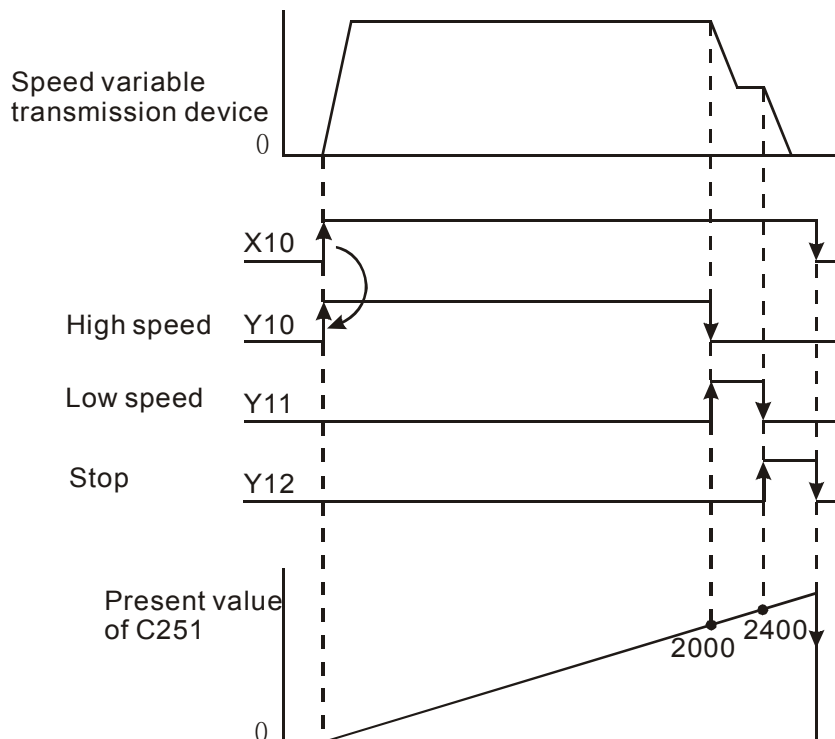 Speed variable
transmission device
0
X10
High speed Y10
Low speed Y11
Stop Y12
Present value
of C251
2000 2400
0